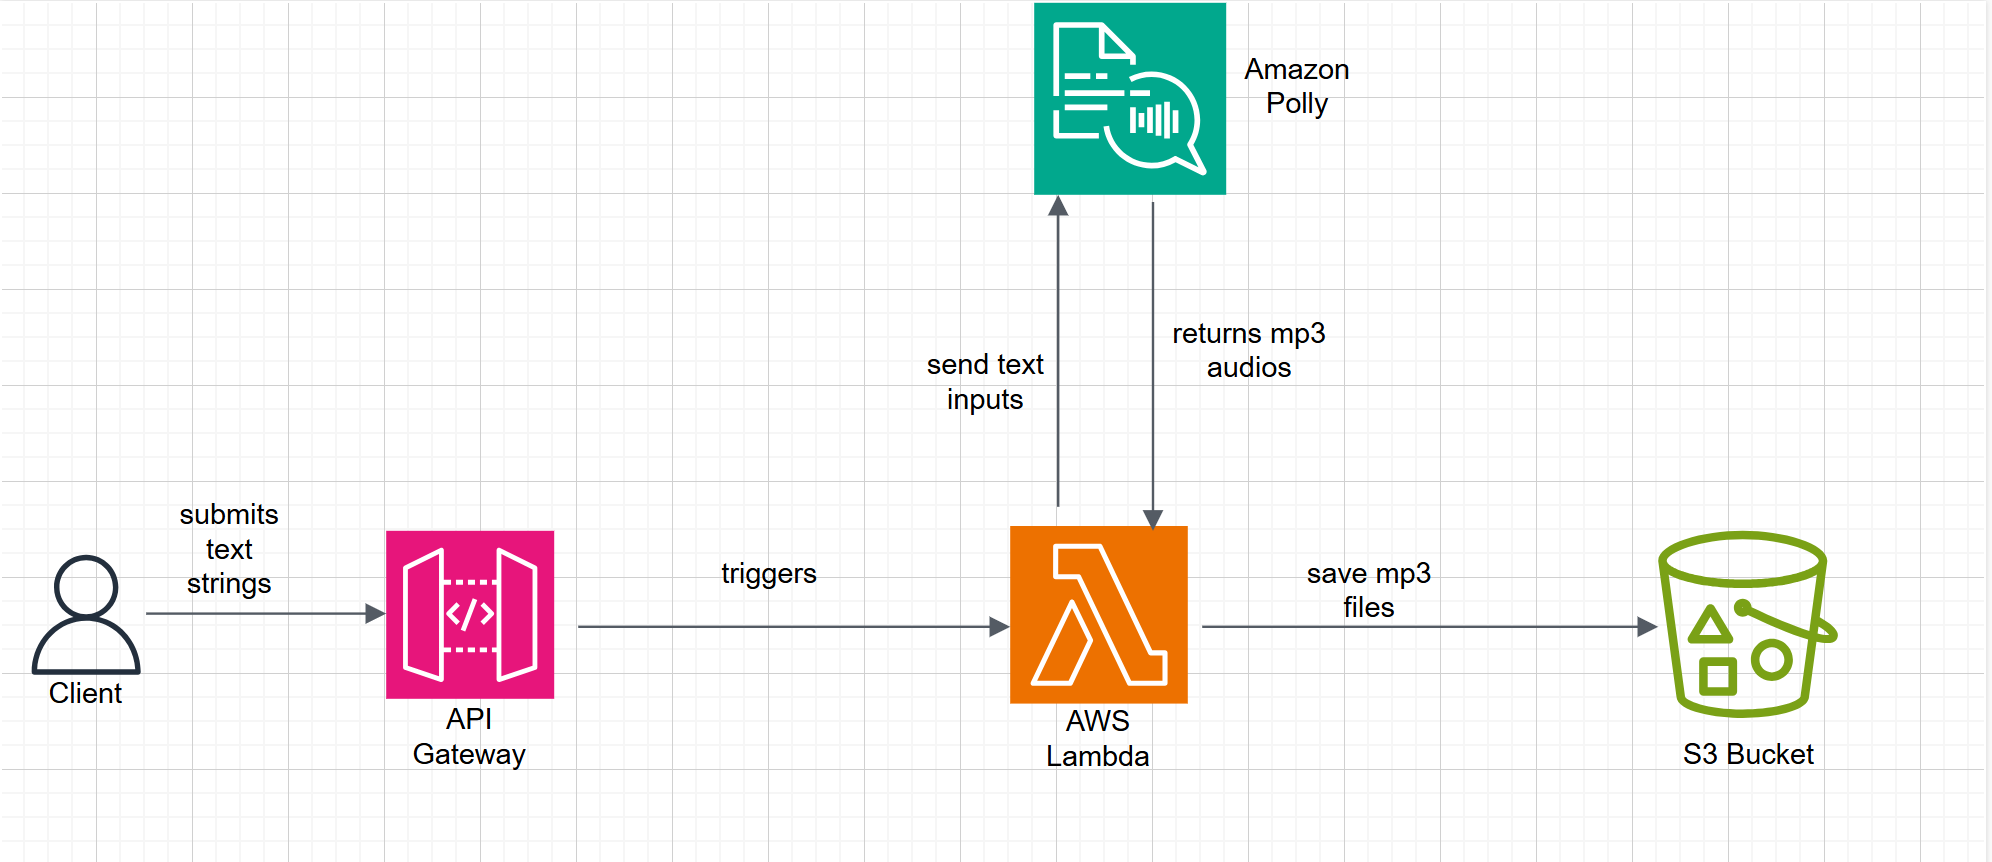 Amazon
Polly
returns mp3
audios
send text
inputs
submits
text
strings
triggers
save mp3
files
</>
Client
API
Gateway
AWS
Lambda
S3 Bucket